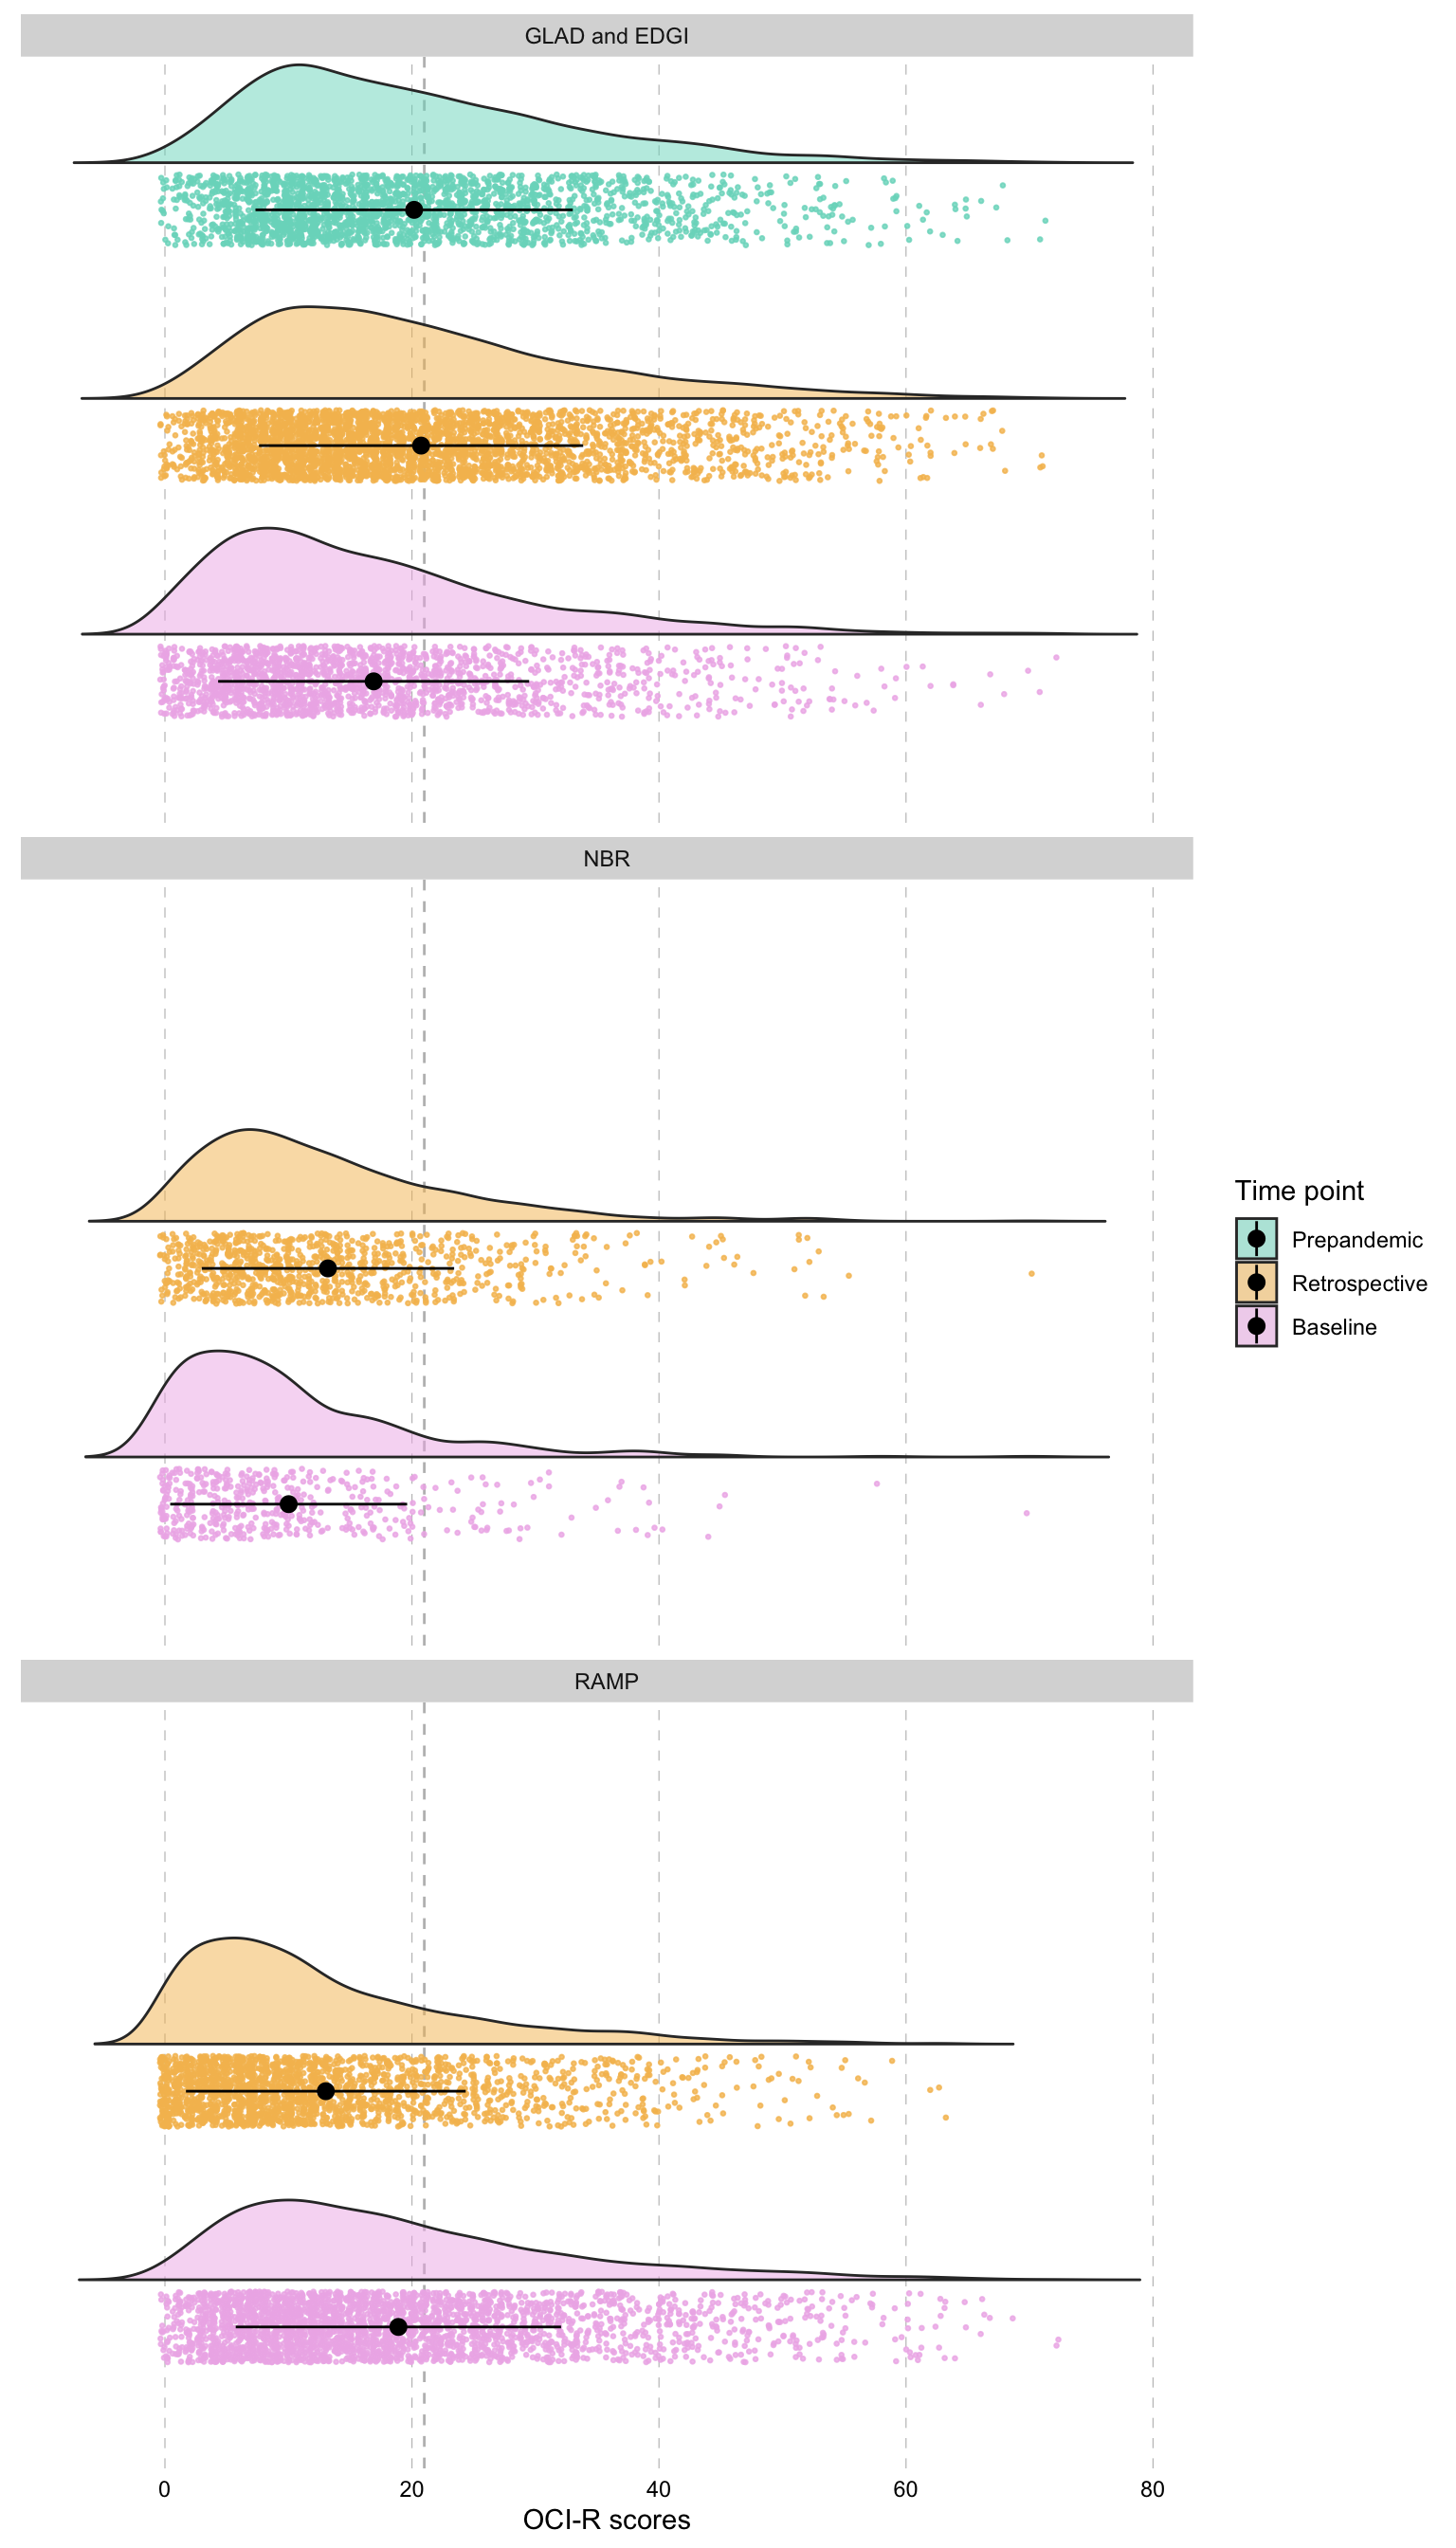 GLAD and EDGI
NBR
Time point
Prepandemic
Retrospective
Baseline
RAMP
0 20 40 60 80
OCI-R scores